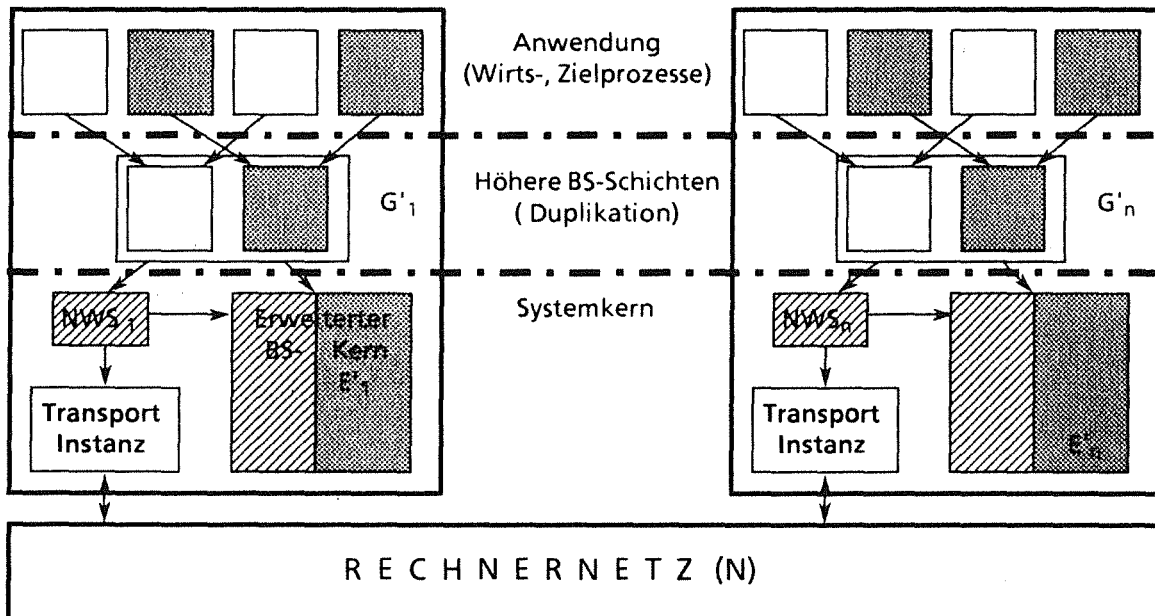 Anwendung
(Wirts-, Zielprozesse)
Höhere BS-Schichten
( Duplikation)
G'1
G'n
Systemkern
NWS1
Erweiterter
BS- Kern
E'1
NWSn
E'n
Transport
Instanz
Transport
Instanz
RECHNERNETZ (N)